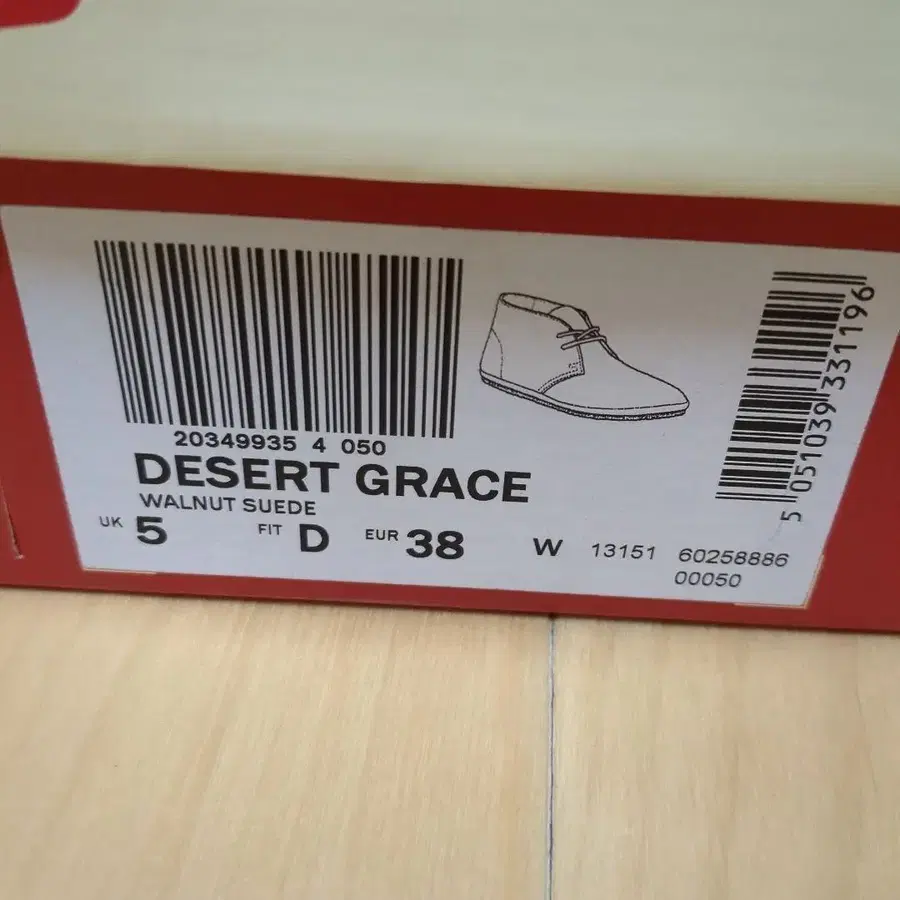 20349935 4 050
DESERT GRACE
WALNUT SUEDE
UK 5 FIT D EUR 38 W 13151 60258886
00050
5 051039 331196